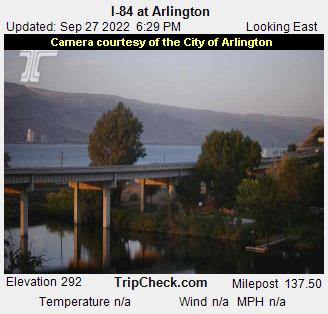 I-84 at Arlington
Updated: Sep 27 2022 6:29 PM Looking East
Camera courtesy of the City of Arlington
Elevation 292 TripCheck.com Milepost 137.50
Temperature n/a Wind n/a MPH n/a